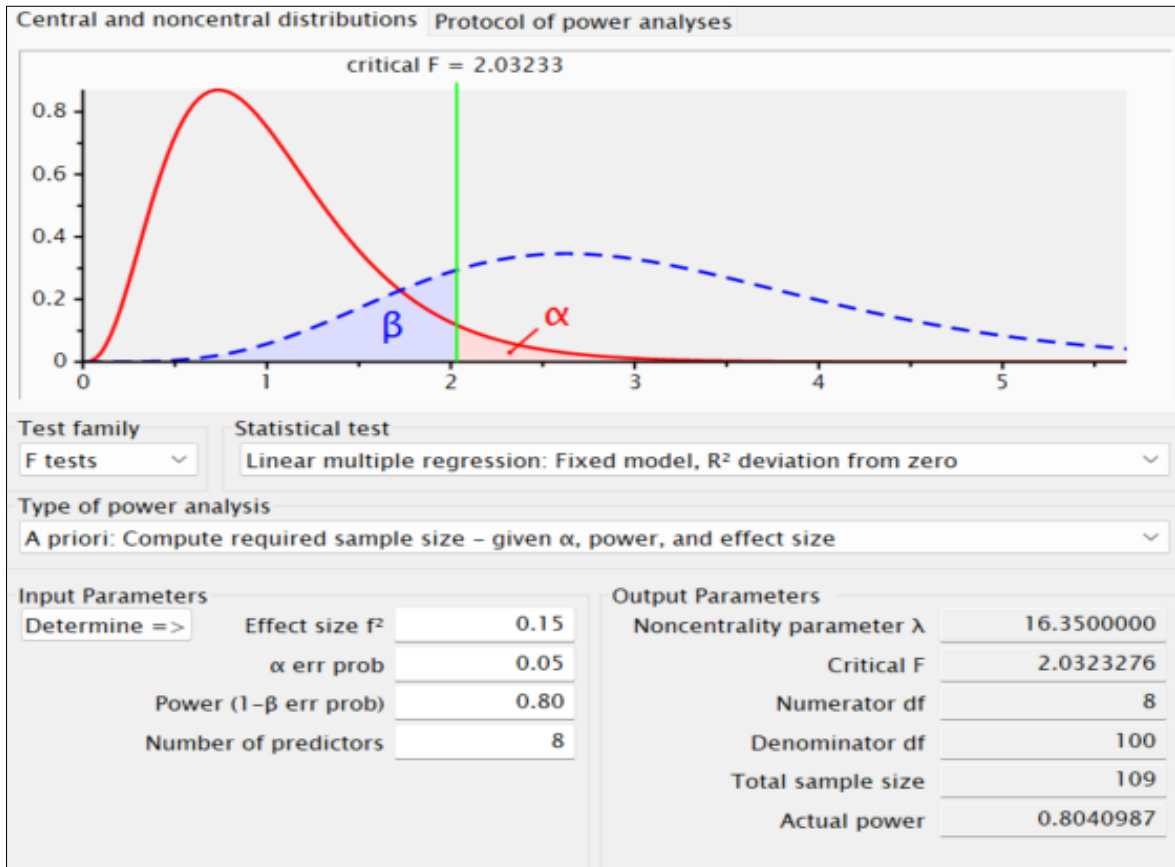 Central and noncentral distributions Protocol of power analyses
critical F = 2.03233
0.8
0.6
0.4
0.2
0
β
α
0 1 2 3 4 5
Test family Statistical test
F tests Linear multiple regression: Fixed model, R² deviation from zero
Type of power analysis
A priori: Compute required sample size – given α, power, and effect size
Input Parameters
Determine => Effect size f² 0.15
α err prob 0.05
Power (1-β err prob) 0.80
Number of predictors 8
Output Parameters
Noncentrality parameter λ 16.3500000
Critical F 2.0323276
Numerator df 8
Denominator df 100
Total sample size 109
Actual power 0.8040987